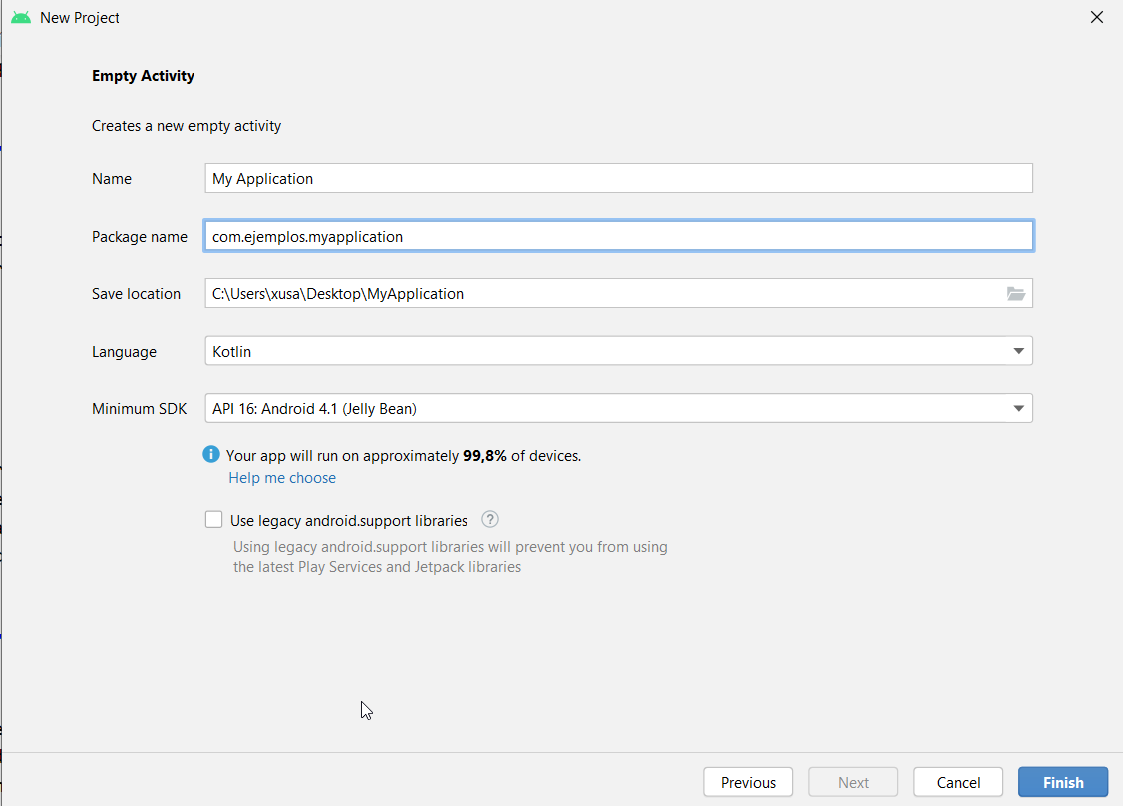 New Project
Empty Activity
Creates a new empty activity
Name My Application
Package name com.ejemplos.myapplication
Save location C:\Users\xusa\Desktop\MyApplication
Language Kotlin
Minimum SDK API 16: Android 4.1 (Jelly Bean)
i Your app will run on approximately 99,8% of devices.
Help me choose
Use legacy android.support libraries ?
Using legacy android.support libraries will prevent you from using
the latest Play Services and Jetpack libraries
Previous Next Cancel Finish